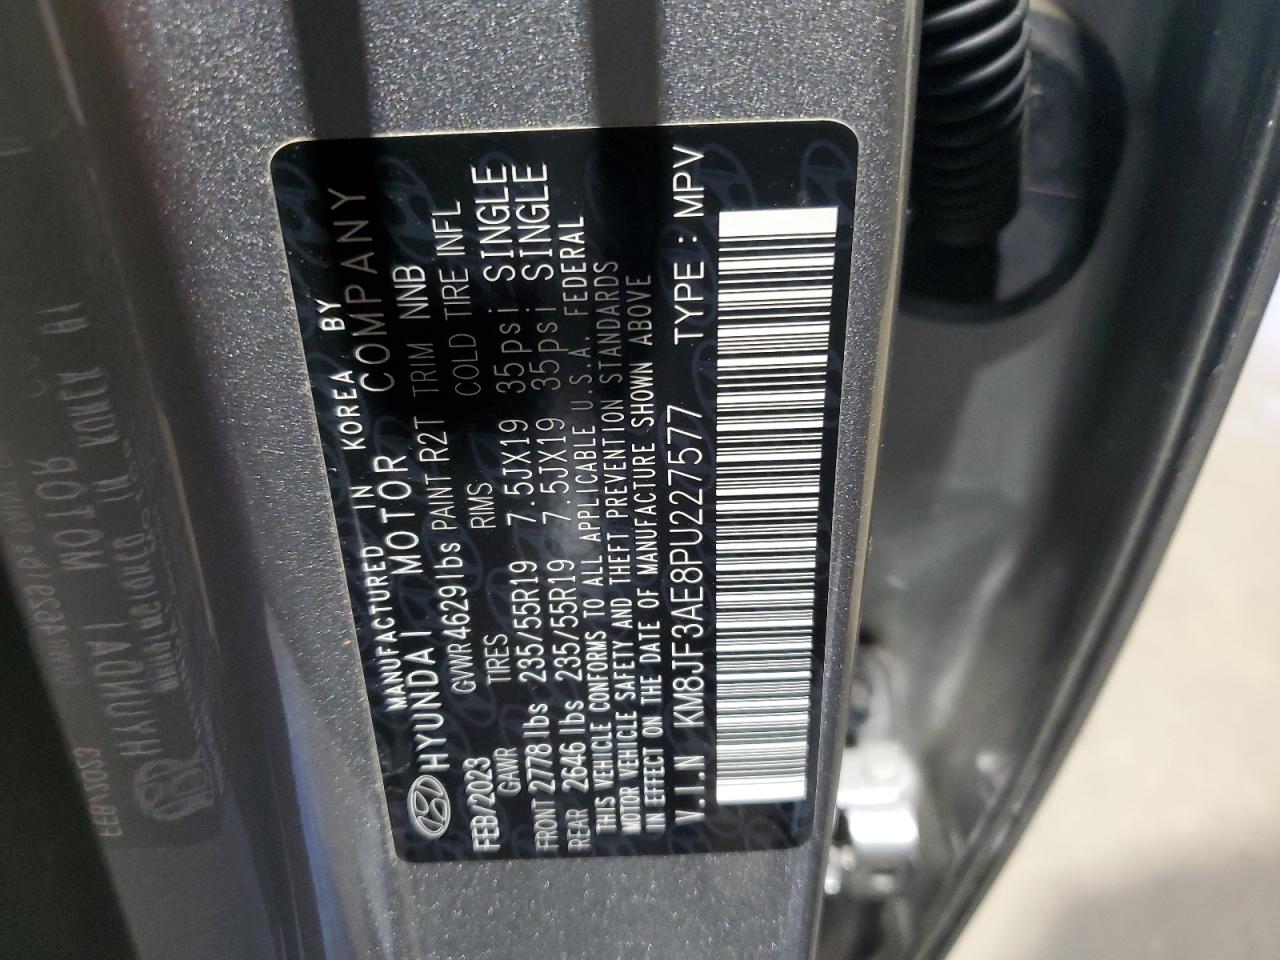 MANUFACTURED IN KOREA BY
HYUNDAI MOTOR COMPANY
FEB/2023 GVWR4629lbs PAINT R2T TRIM NNB
GAWR TIRES RIMS COLD TIRE INFL
FRONT 2778lbs 235/55R19 7.5JX19 35psi SINGLE
REAR 2646lbs 235/55R19 7.5JX19 35psi SINGLE
THIS VEHICLE CONFORMS TO ALL APPLICABLE U.S.A. FEDERAL
MOTOR VEHICLE SAFETY AND THEFT PREVENTION STANDARDS
IN EFFECT ON THE DATE OF MANUFACTURE SHOWN ABOVE
V.I.N KM8JF3AE8PU227577 TYPE : MPV